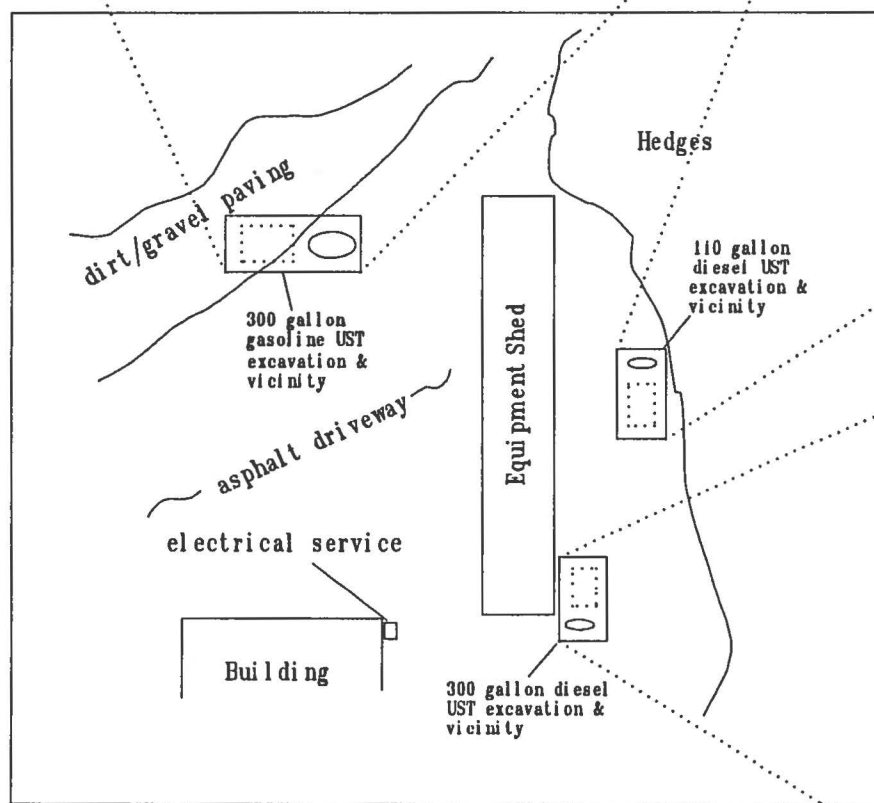 Hedges
dirt/gravel paving
110 gallon
diesel UST
excavation &
vicinity
300 gallon
gasoline UST
excavation &
vicinity
Equipment Shed
asphalt driveway
electrical service
Building
300 gallon diesel
UST excavation &
vicinity